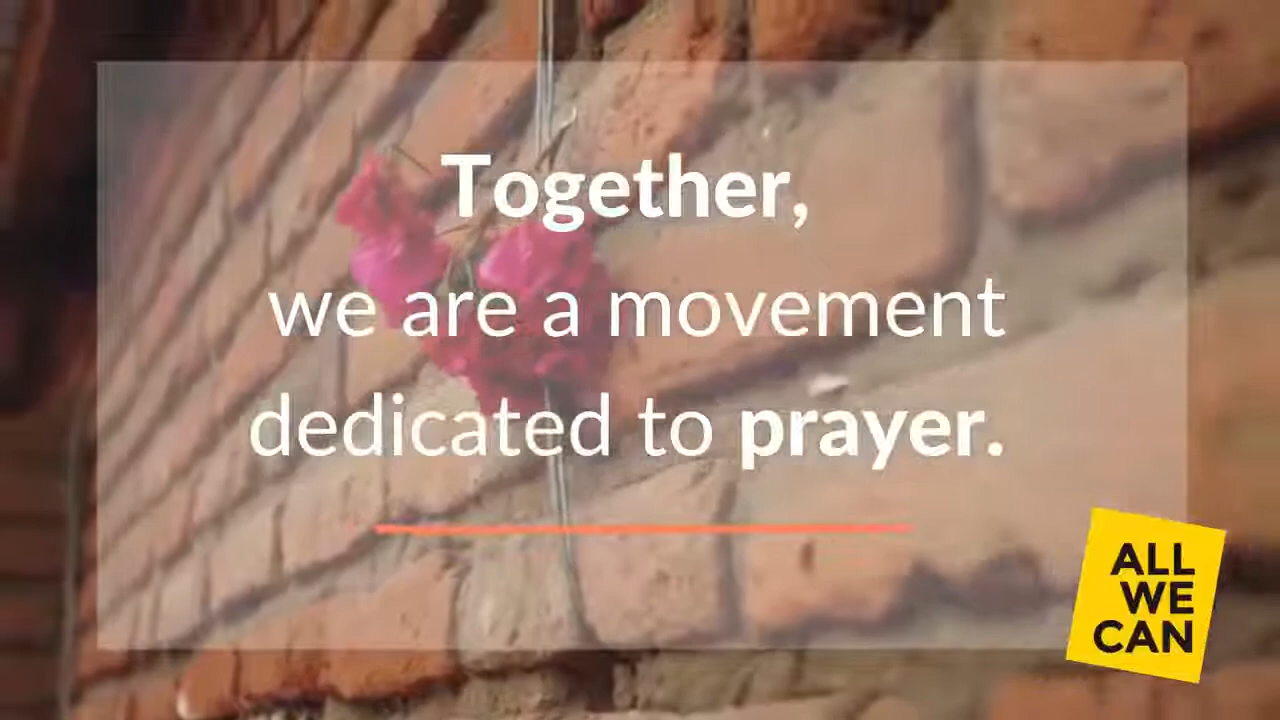 Together,
we are a movement
dedicated to prayer.
ALL
WE
CAN